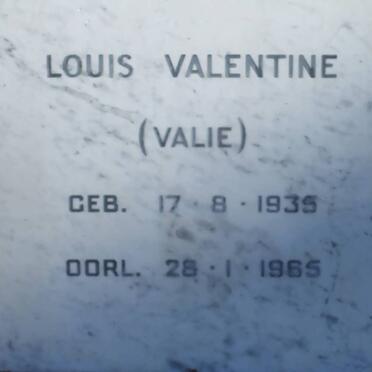 LOUIS VALENTINE
(VALIE)
GEB. 17 · 8 · 1935
OORL. 28 · 1 · 1965